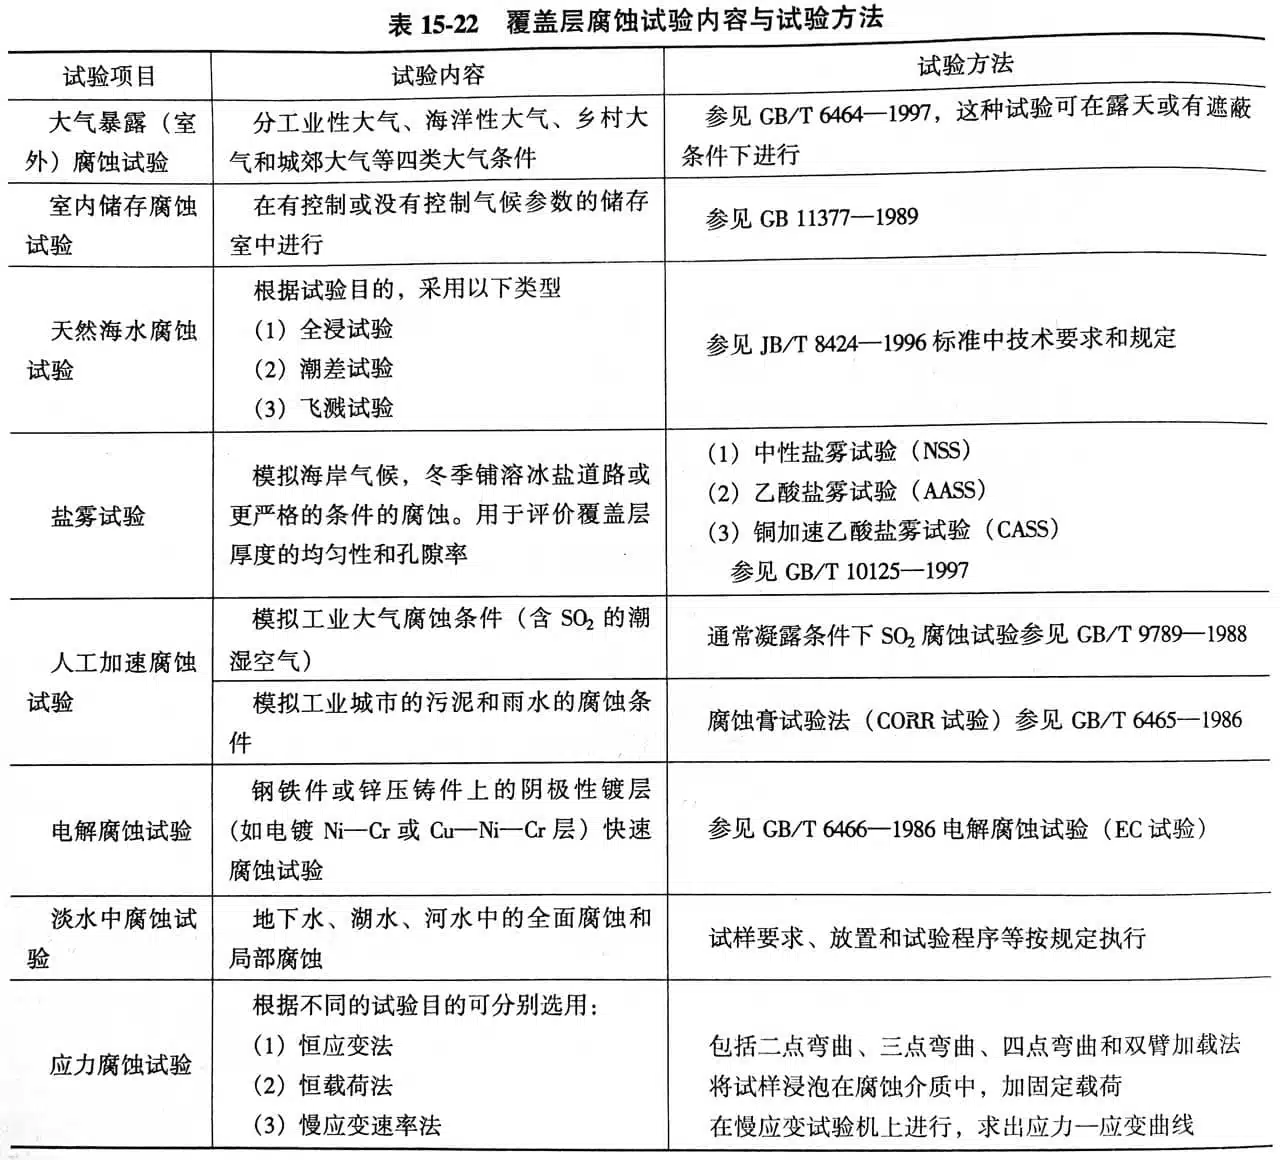 表 15-22 覆盖层腐蚀试验内容与试验方法
试验项目 试验内容 试验方法
大气暴露（室
外）腐蚀试验
分工业性大气、海洋性大气、乡村大
气和城郊大气等四类大气条件
参见 GB/T 6464—1997，这种试验可在露天或有遮蔽
条件下进行
室内储存腐蚀
试验
在有控制或没有控制气候参数的储存
室中进行
参见 GB 11377—1989
天然海水腐蚀
试验
根据试验目的，采用以下类型
（1）全浸试验
（2）潮差试验
（3）飞溅试验
参见 JB/T 8424—1996 标准中技术要求和规定
盐雾试验
模拟海岸气候，冬季铺溶冰盐道路或
更严格的条件的腐蚀。用于评价覆盖层
厚度的均匀性和孔隙率
（1）中性盐雾试验（NSS）
（2）乙酸盐雾试验（AASS）
（3）铜加速乙酸盐雾试验（CASS）
参见 GB/T 10125—1997
人工加速腐蚀
试验
模拟工业大气腐蚀条件（含 SO₂ 的潮
湿空气）
通常凝露条件下 SO₂ 腐蚀试验参见 GB/T 9789—1988
模拟工业城市的污泥和雨水的腐蚀条
件
腐蚀膏试验法（CORR 试验）参见 GB/T 6465—1986
电解腐蚀试验
钢铁件或锌压铸件上的阴极性镀层
（如电镀 Ni—Cr 或 Cu—Ni—Cr 层）快速
腐蚀试验
参见 GB/T 6466—1986 电解腐蚀试验（EC 试验）
淡水中腐蚀试
验
地下水、湖水、河水中的全面腐蚀和
局部腐蚀
试样要求、放置和试验程序等按规定执行
应力腐蚀试验
根据不同的试验目的可分别选用：
（1）恒应变法
（2）恒载荷法
（3）慢应变速率法
包括二点弯曲、三点弯曲、四点弯曲和双臂加载法
将试样浸泡在腐蚀介质中，加固定载荷
在慢应变试验机上进行，求出应力—应变曲线